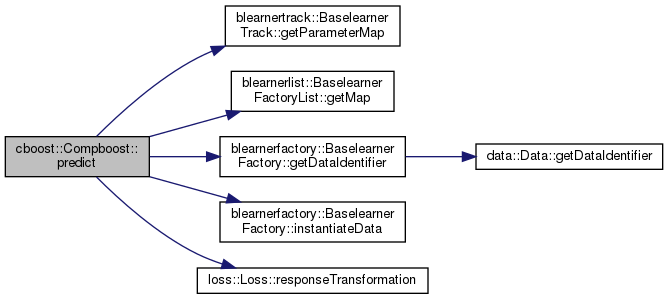 blearnertrack::Baselearner
Track::getParameterMap
blearnerlist::Baselearner
FactoryList::getMap
cboost::Compboost::
predict
blearnerfactory::Baselearner
Factory::getDataIdentifier
data::Data::getDataIdentifier
blearnerfactory::Baselearner
Factory::instantiateData
loss::Loss::responseTransformation